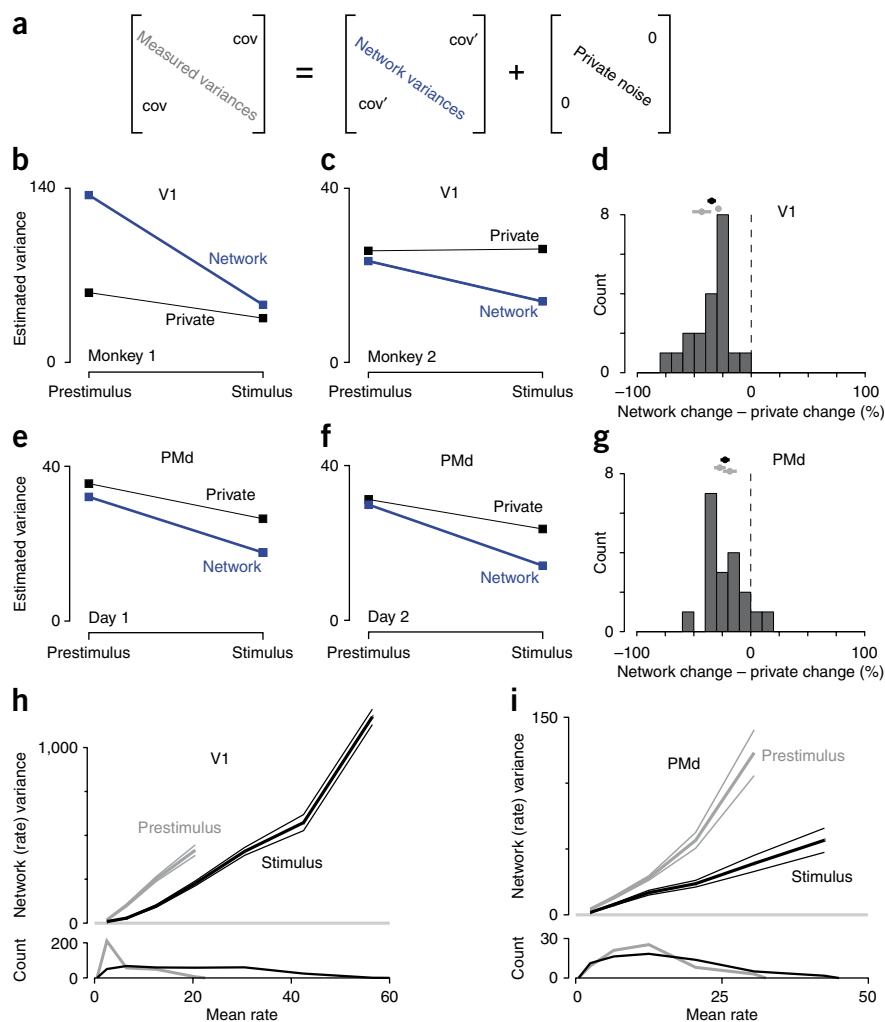 a
Measured variances
cov
cov
=
Network variances
cov′
cov′
+
Private noise
0
0
b
V1
140
0
Estimated variance
Network
Private
Monkey 1
Prestimulus
Stimulus
c
V1
40
0
Private
Network
Monkey 2
Prestimulus
Stimulus
d
V1
8
0
Count
–100
0
100
Network change – private change (%)
e
PMd
40
0
Estimated variance
Private
Network
Day 1
Prestimulus
Stimulus
f
PMd
40
0
Private
Network
Day 2
Prestimulus
Stimulus
g
PMd
8
0
Count
–100
0
100
Network change – private change (%)
h
V1
1,000
0
Network (rate) variance
Prestimulus
Stimulus
200
0
Count
0
20
40
60
Mean rate
i
PMd
150
0
Network (rate) variance
Prestimulus
Stimulus
30
0
Count
0
25
50
Mean rate